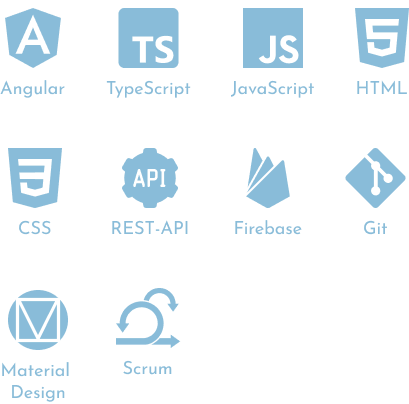 A
TS
JS
5
Angular
TypeScript
JavaScript
HTML
3
API
CSS
REST-API
Firebase
Git
Material
Design
Scrum